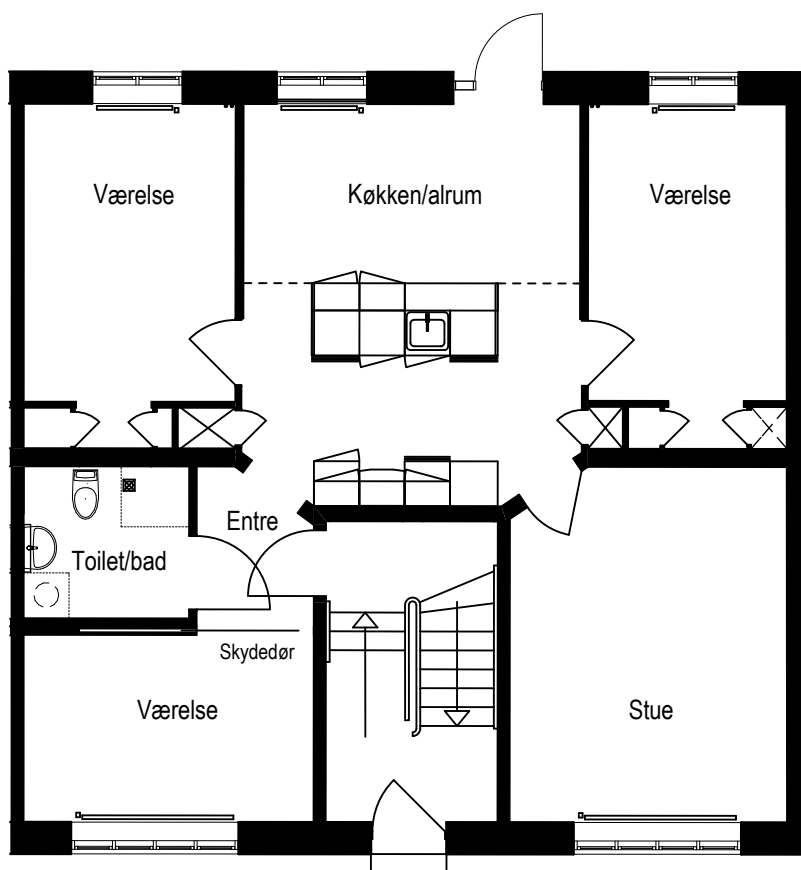 Værelse
Køkken/alrum
Værelse
Entre
Toilet/bad
Skydedør
Værelse
Stue